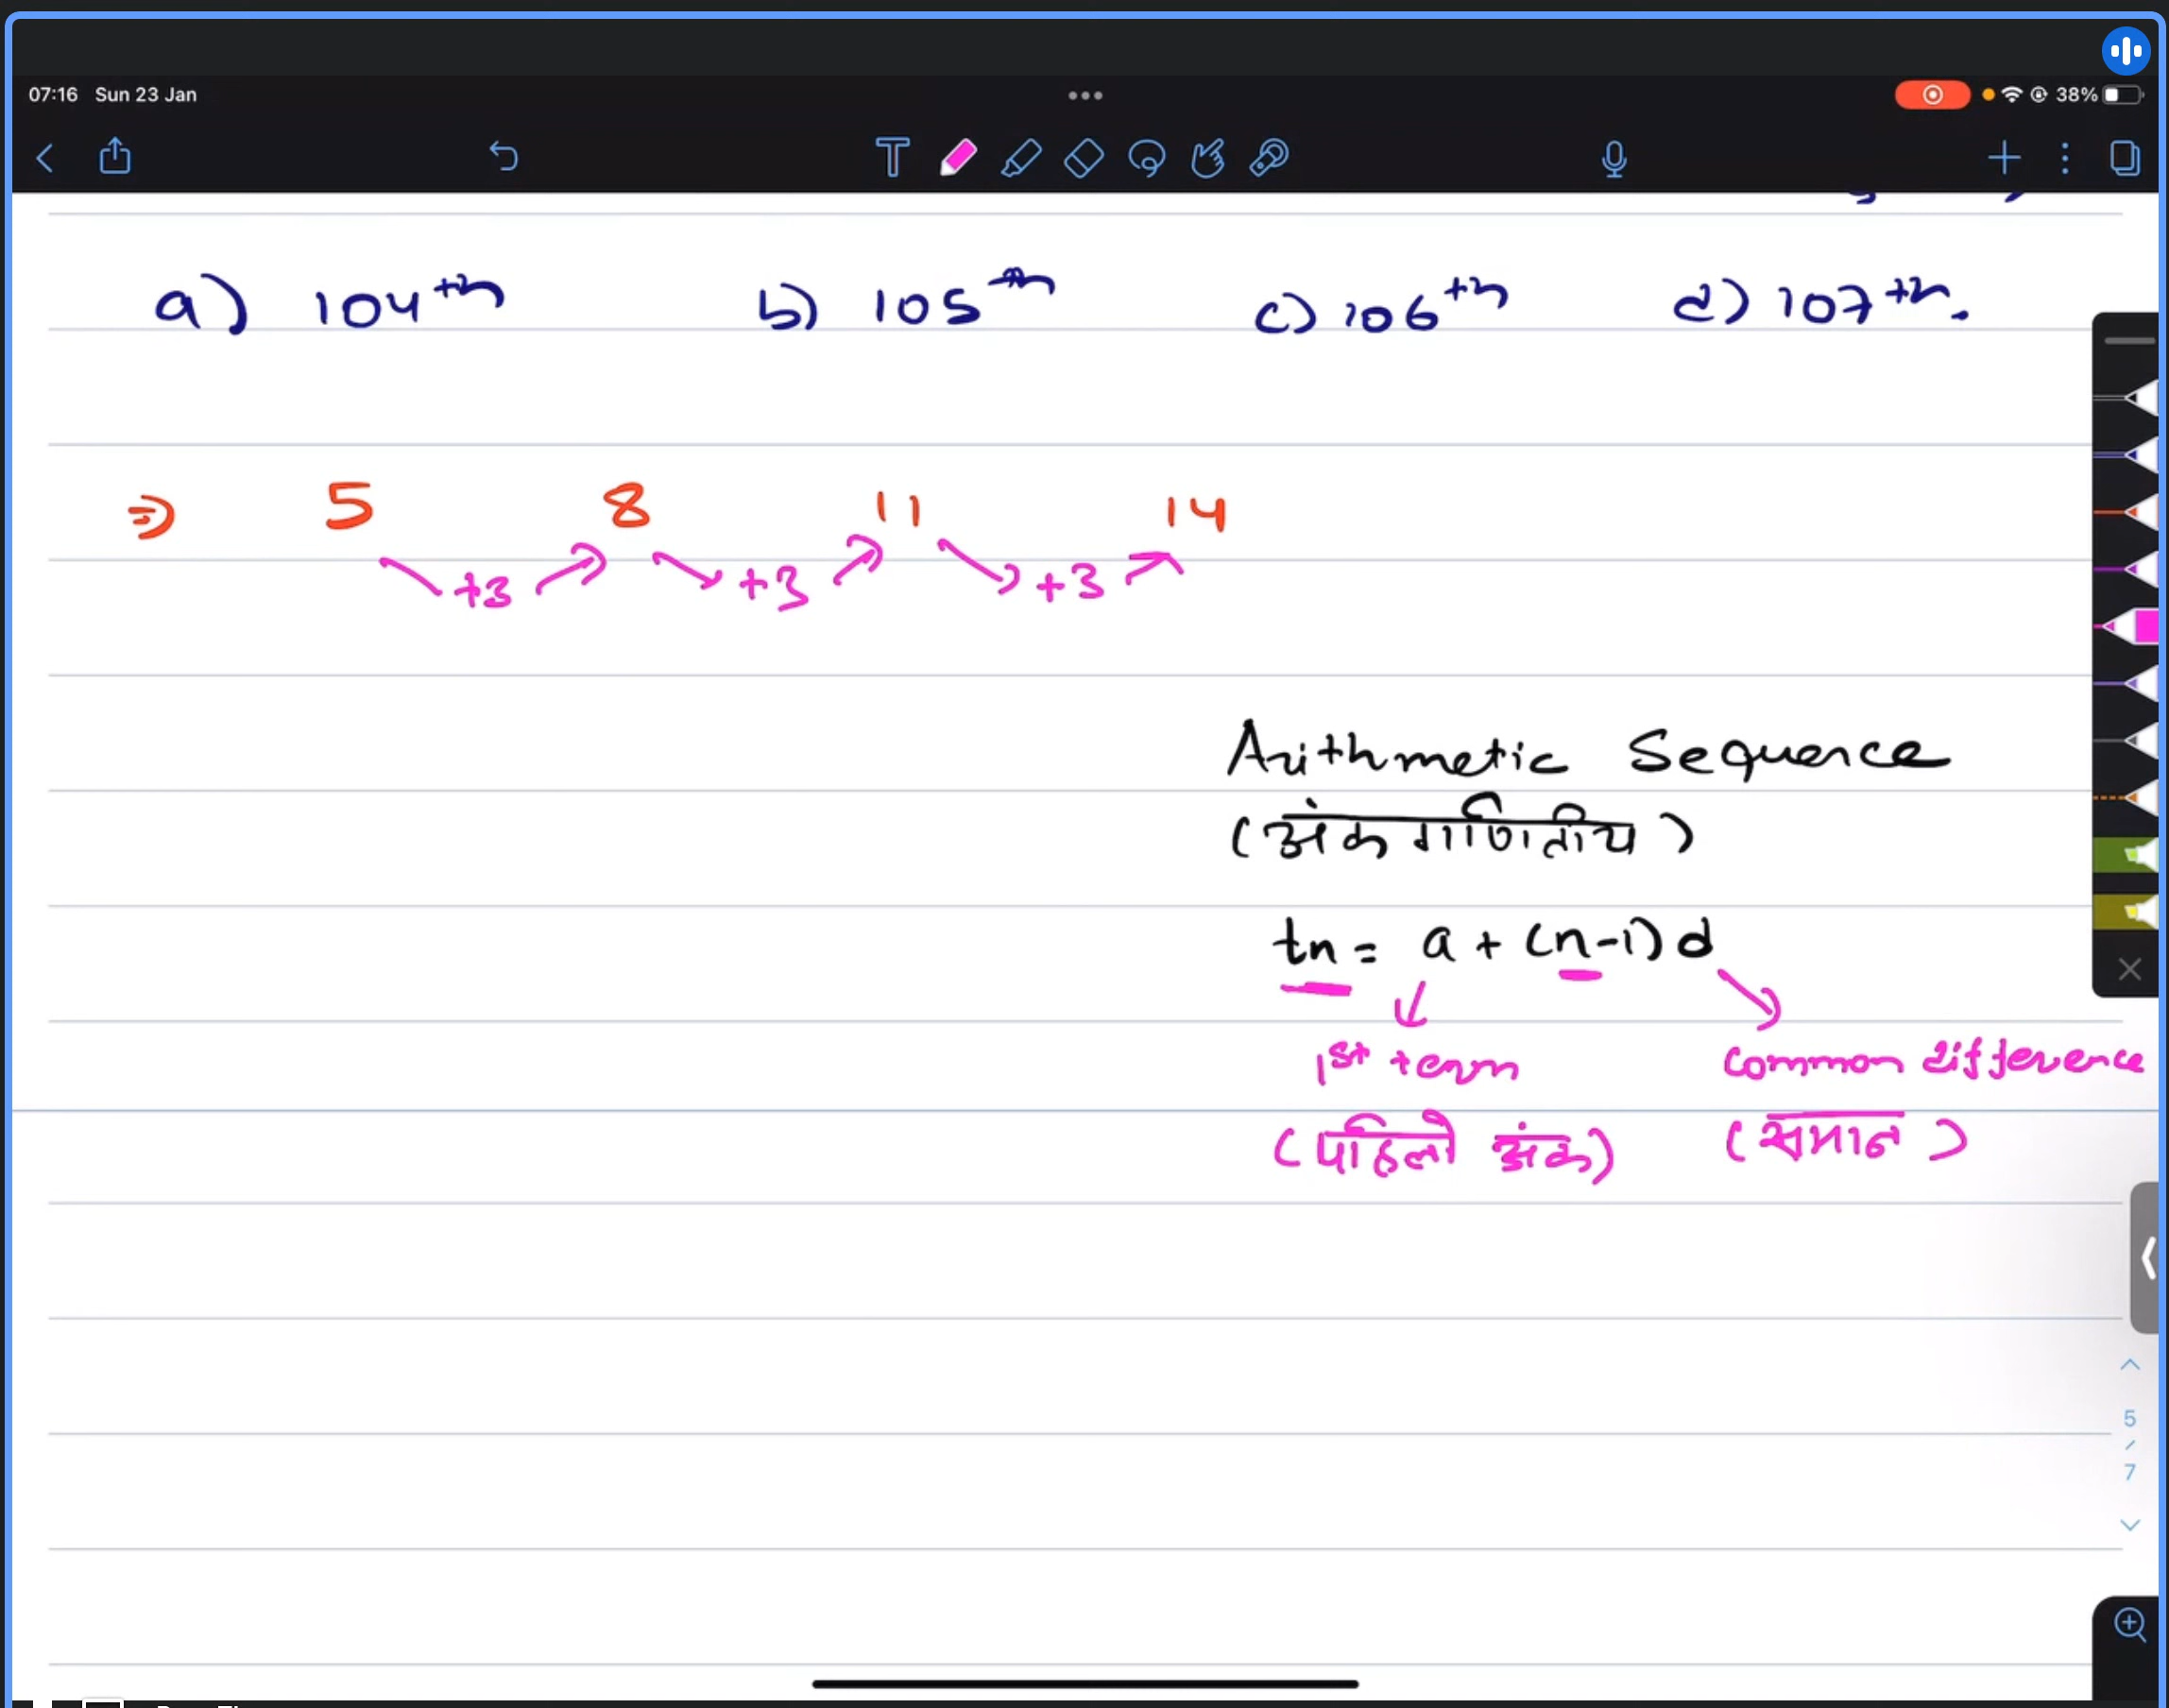 07:16 Sun 23 Jan 38%
a) 104th b) 105th c) 106th d) 107th.
⇒ 5 8 11 14
+3 +3 +3
Arithmetic Sequence
(अंक गणितीय)
tn = a + (n-1) d
1st term common difference
(पहिली अंक) (समान)
5
/
7